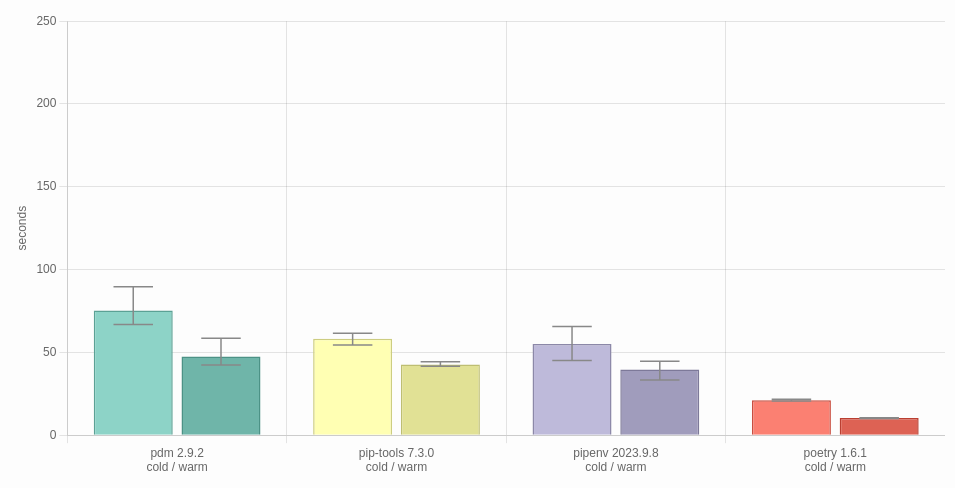 250
200
150
100
50
0
seconds
pdm 2.9.2
cold / warm
pip-tools 7.3.0
cold / warm
pipenv 2023.9.8
cold / warm
poetry 1.6.1
cold / warm